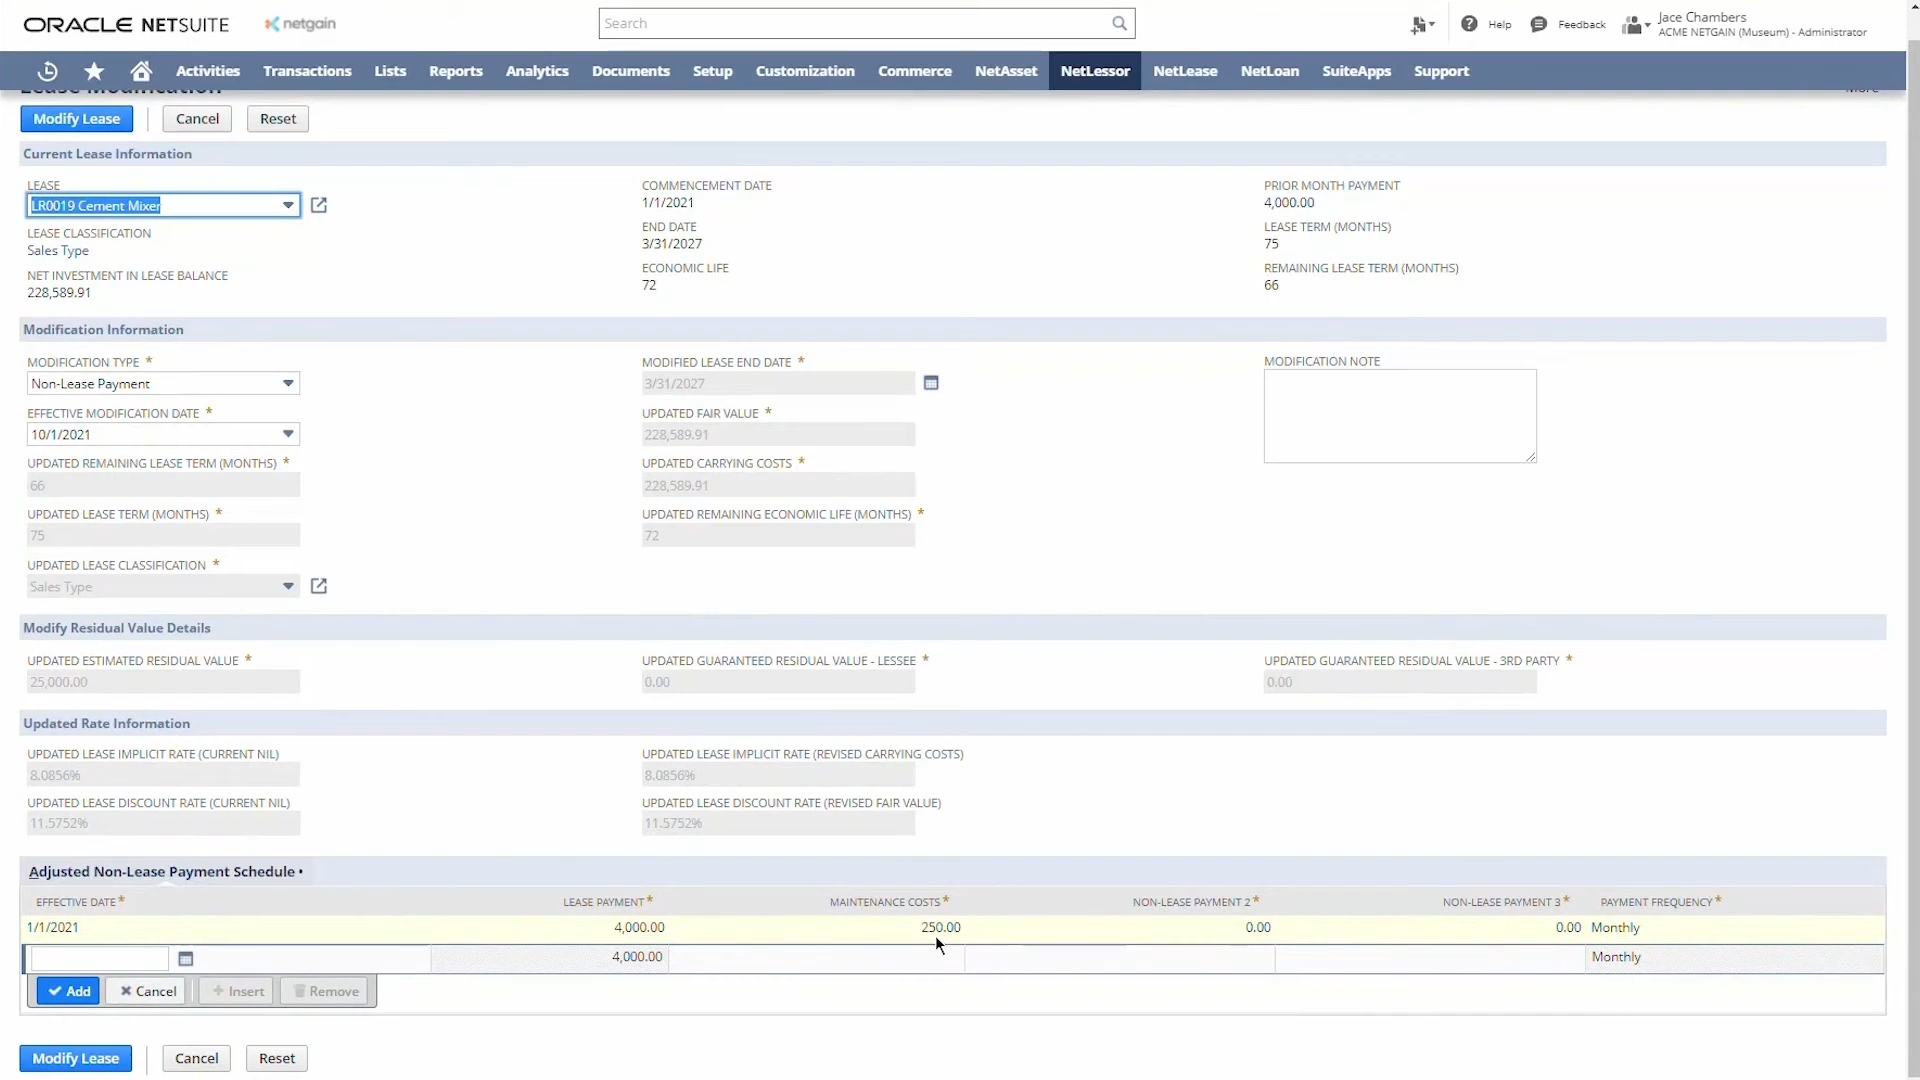 ORACLE NETSUITE
netgain
Search
Help
Feedback
Jace Chambers
ACME NETGAIN (Museum) - Administrator
Activities Transactions Lists Reports Analytics Documents Setup Customization Commerce NetAsset NetLessor NetLease NetLoan SuiteApps Support
Lease Modification
More
Modify Lease Cancel Reset
Current Lease Information
LEASE
LR0019 Cement Mixer
LEASE CLASSIFICATION
Sales Type
NET INVESTMENT IN LEASE BALANCE
228,589.91
COMMENCEMENT DATE
1/1/2021
END DATE
3/31/2027
ECONOMIC LIFE
72
PRIOR MONTH PAYMENT
4,000.00
LEASE TERM (MONTHS)
75
REMAINING LEASE TERM (MONTHS)
66
Modification Information
MODIFICATION TYPE *
Non-Lease Payment
EFFECTIVE MODIFICATION DATE *
10/1/2021
UPDATED REMAINING LEASE TERM (MONTHS) *
66
UPDATED LEASE TERM (MONTHS) *
75
UPDATED LEASE CLASSIFICATION *
Sales Type
MODIFIED LEASE END DATE *
3/31/2027
UPDATED FAIR VALUE *
228,589.91
UPDATED CARRYING COSTS *
228,589.91
UPDATED REMAINING ECONOMIC LIFE (MONTHS) *
72
MODIFICATION NOTE
Modify Residual Value Details
UPDATED ESTIMATED RESIDUAL VALUE *
25,000.00
UPDATED GUARANTEED RESIDUAL VALUE - LESSEE *
0.00
UPDATED GUARANTEED RESIDUAL VALUE - 3RD PARTY *
0.00
Updated Rate Information
UPDATED LEASE IMPLICIT RATE (CURRENT NIL)
8.0856%
UPDATED LEASE DISCOUNT RATE (CURRENT NIL)
11.5752%
UPDATED LEASE IMPLICIT RATE (REVISED CARRYING COSTS)
8.0856%
UPDATED LEASE DISCOUNT RATE (REVISED FAIR VALUE)
11.5752%
Adjusted Non-Lease Payment Schedule •
EFFECTIVE DATE * LEASE PAYMENT * MAINTENANCE COSTS * NON-LEASE PAYMENT 2 * NON-LEASE PAYMENT 3 * PAYMENT FREQUENCY *
1/1/2021 4,000.00 250.00 0.00 0.00 Monthly
4,000.00 Monthly
Add Cancel Insert Remove
Modify Lease Cancel Reset